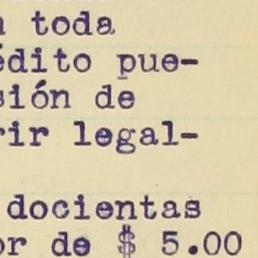 toda
édito pue-
sión de
rir legal-
docientas
or de $ 5.00